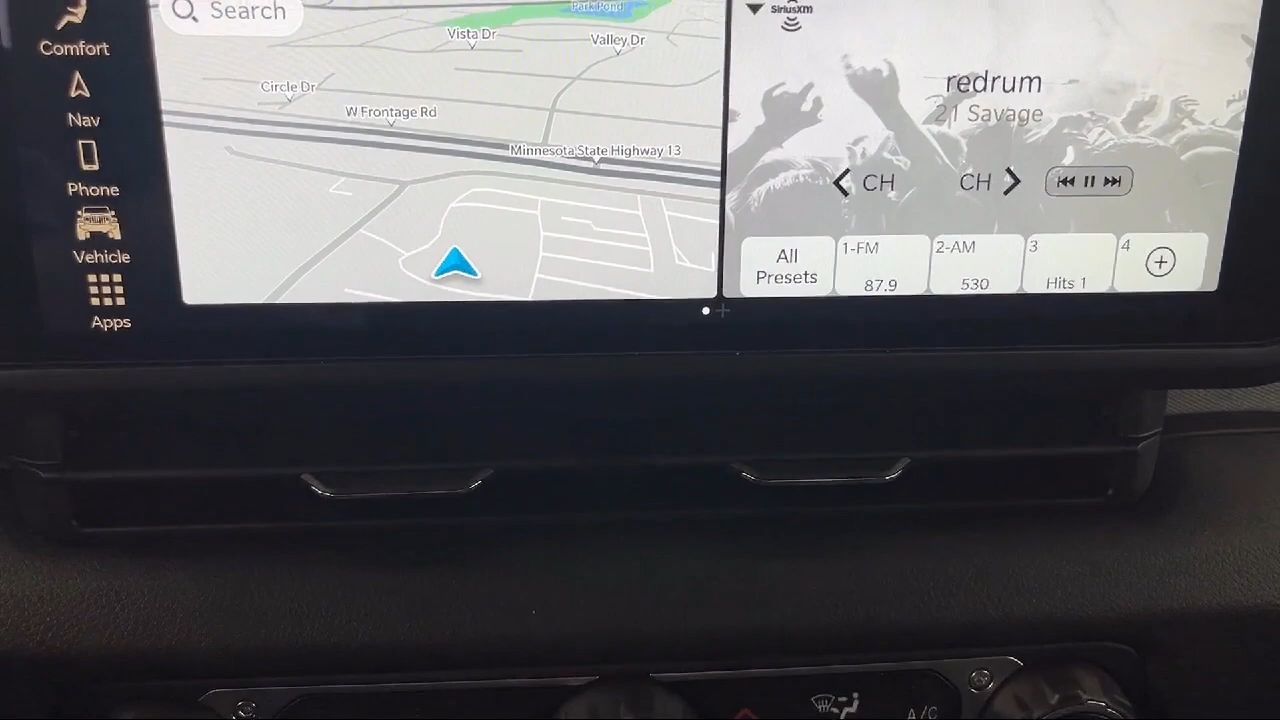 Comfort
Nav
Phone
Vehicle
Apps
Search
Park Pond
Vista Dr
Valley Dr
Circle Dr
W Frontage Rd
Minnesota State Highway 13
SiriusXM
redrum
21 Savage
CH
CH
All
Presets
1-FM
87.9
2-AM
530
3
Hits 1
4
A/C